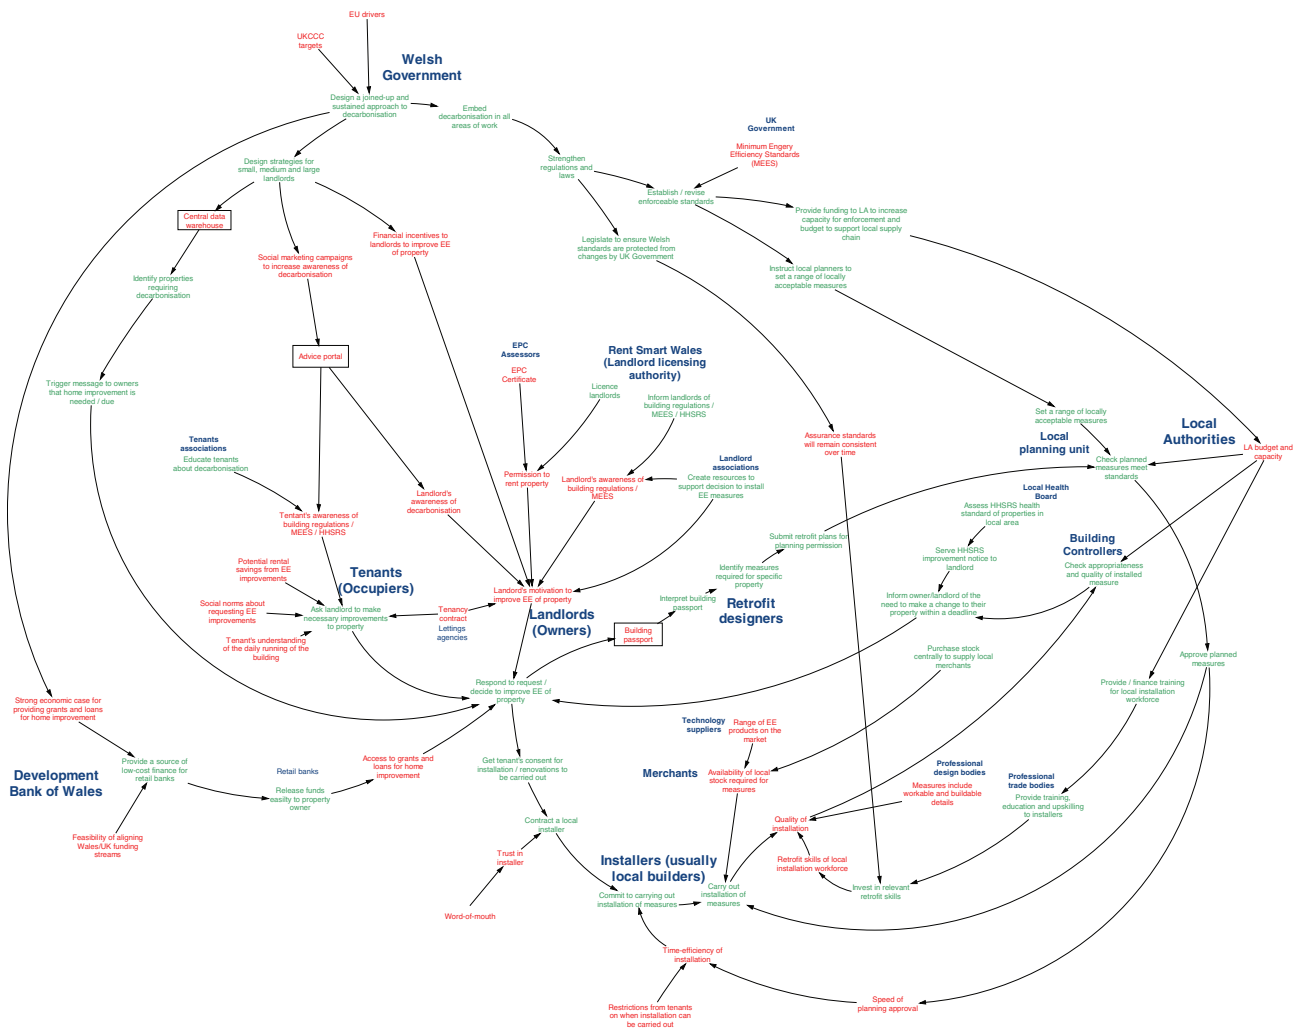 EU drivers
UKCCC
targets
Welsh
Government
Design a joined-up and
sustained approach to
decarbonisation
Embed
decarbonisation in all
areas of work
UK
Government
Minimum Engery
Efficiency Standards
(MEES)
Strengthen
regulations and
laws
Design strategies for
small, medium and large
landlords
Establish / revise
enforceable standards
Provide funding to LA to increase
capacity for enforcement and
budget to support local supply
chain
Central data
warehouse
Financial incentives to
landlords to improve EE
of property
Legislate to ensure Welsh
standards are protected from
changes by UK Government
Social marketing campaigns
to increase awareness of
decarbonisation
Instruct local planners to
set a range of locally
acceptable measures
Identify properties
requiring
decarbonisation
Advice portal
EPC
Assessors
EPC
Certificate
Rent Smart Wales
(Landlord licensing
authority)
Licence
landlords
Inform landlords of
building regulations /
MEES / HHSRS
Trigger message to owners
that home improvement is
needed / due
Set a range of locally
acceptable measures
Local
planning unit
Local
Authorities
LA budget and
capacity
Assurance standards
will remain consistent
over time
Tenants
associations
Educate tenants
about decarbonisation
Landlord
associations
Create resources to
support decision to install
EE measures
Check planned
measures meet
standards
Permission to
rent property
Landlord's awareness of
building regulations /
MEES
Landlord's
awareness of
decarbonisation
Local Health
Board
Assess HHSRS health
standard of properties in
local area
Tentant's awareness of
building regulations /
MEES / HHSRS
Submit retrofit plans for
planning permission
Serve HHSRS
improvement notice to
landlord
Building
Controllers
Check appropriateness
and quality of installed
measure
Potential rental
savings from EE
improvements
Tenants
(Occupiers)
Identify measures
required for specific
property
Landord's motivation to
improve EE of property
Interpret building
passport
Retrofit
designers
Inform owner/landlord of the
need to make a change to their
property within a deadline
Social norms about
requesting EE
improvements
Ask landlord to make
necessary improvements
to property
Tenancy
contract
Lettings
agencies
Landlords
(Owners)
Building
passport
Tenant's understanding
of the daily running of the
building
Purchase stock
centrally to supply local
merchants
Approve planned
measures
Respond to request /
decide to improve EE of
property
Provide / finance training
for local installation
workforce
Strong economic case for
providing grants and loans
for home improvement
Technology
suppliers
Range of EE
products on the
market
Provide a source of
low-cost finance for
retail banks
Development
Bank of Wales
Retail banks
Access to grants and
loans for home
improvement
Get tenant's consent for
installation / renovations to
be carried out
Merchants
Availability of local
stock required for
measures
Professional
design bodies
Measures include
workable and buildable
details
Professional
trade bodies
Provide training,
education and upskilling
to installers
Release funds
easilty to property
owner
Feasibility of aligning
Wales/UK funding
streams
Contract a local
installer
Quality of
installation
Trust in
installer
Installers (usually
local builders)
Retrofit skills of local
installation workforce
Invest in relevant
retrofit skills
Commit to carrying out
installation of measures
Carry out
installation of
measures
Word-of-mouth
Time-efficiency of
installation
Speed of
planning approval
Restrictions from tenants
on when installation can
be carried out